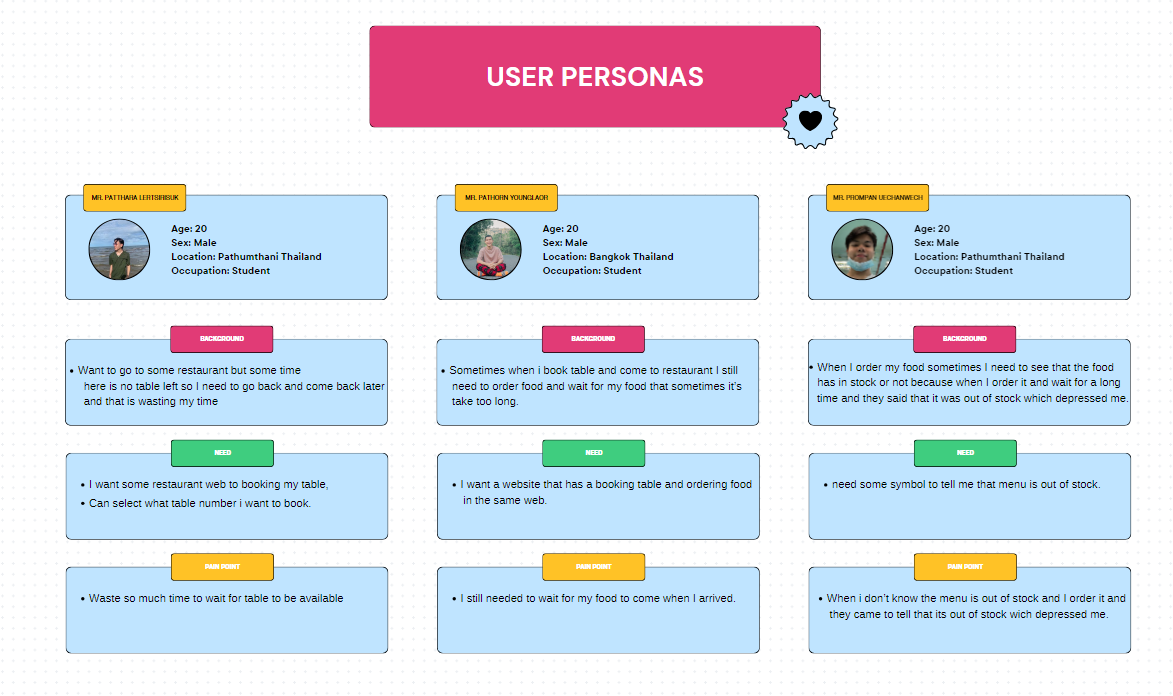 USER PERSONAS
MR. PATTHARA LERTSIRISUK
Age: 20
Sex: Male
Location: Pathumthani Thailand
Occupation: Student
MR. PATHORN YOUNGLAOR
Age: 20
Sex: Male
Location: Bangkok Thailand
Occupation: Student
MR. PROMPAN UECHANWECH
Age: 20
Sex: Male
Location: Pathumthani Thailand
Occupation: Student
BACKGROUND
• Want to go to some restaurant but some time
here is no table left so I need to go back and come back later
and that is wasting my time
BACKGROUND
• Sometimes when i book table and come to restaurant I still
need to order food and wait for my food that sometimes it's
take too long.
BACKGROUND
• When I order my food sometimes I need to see that the food
has in stock or not because when I order it and wait for a long
time and they said that it was out of stock which depressed me.
NEED
• I want some restaurant web to booking my table,
• Can select what table number i want to book.
NEED
• I want a website that has a booking table and ordering food
in the same web.
NEED
• need some symbol to tell me that menu is out of stock.
PAIN POINT
• Waste so much time to wait for table to be available
PAIN POINT
• I still needed to wait for my food to come when I arrived.
PAIN POINT
• When i don't know the menu is out of stock and I order it and
they came to tell that its out of stock wich depressed me.